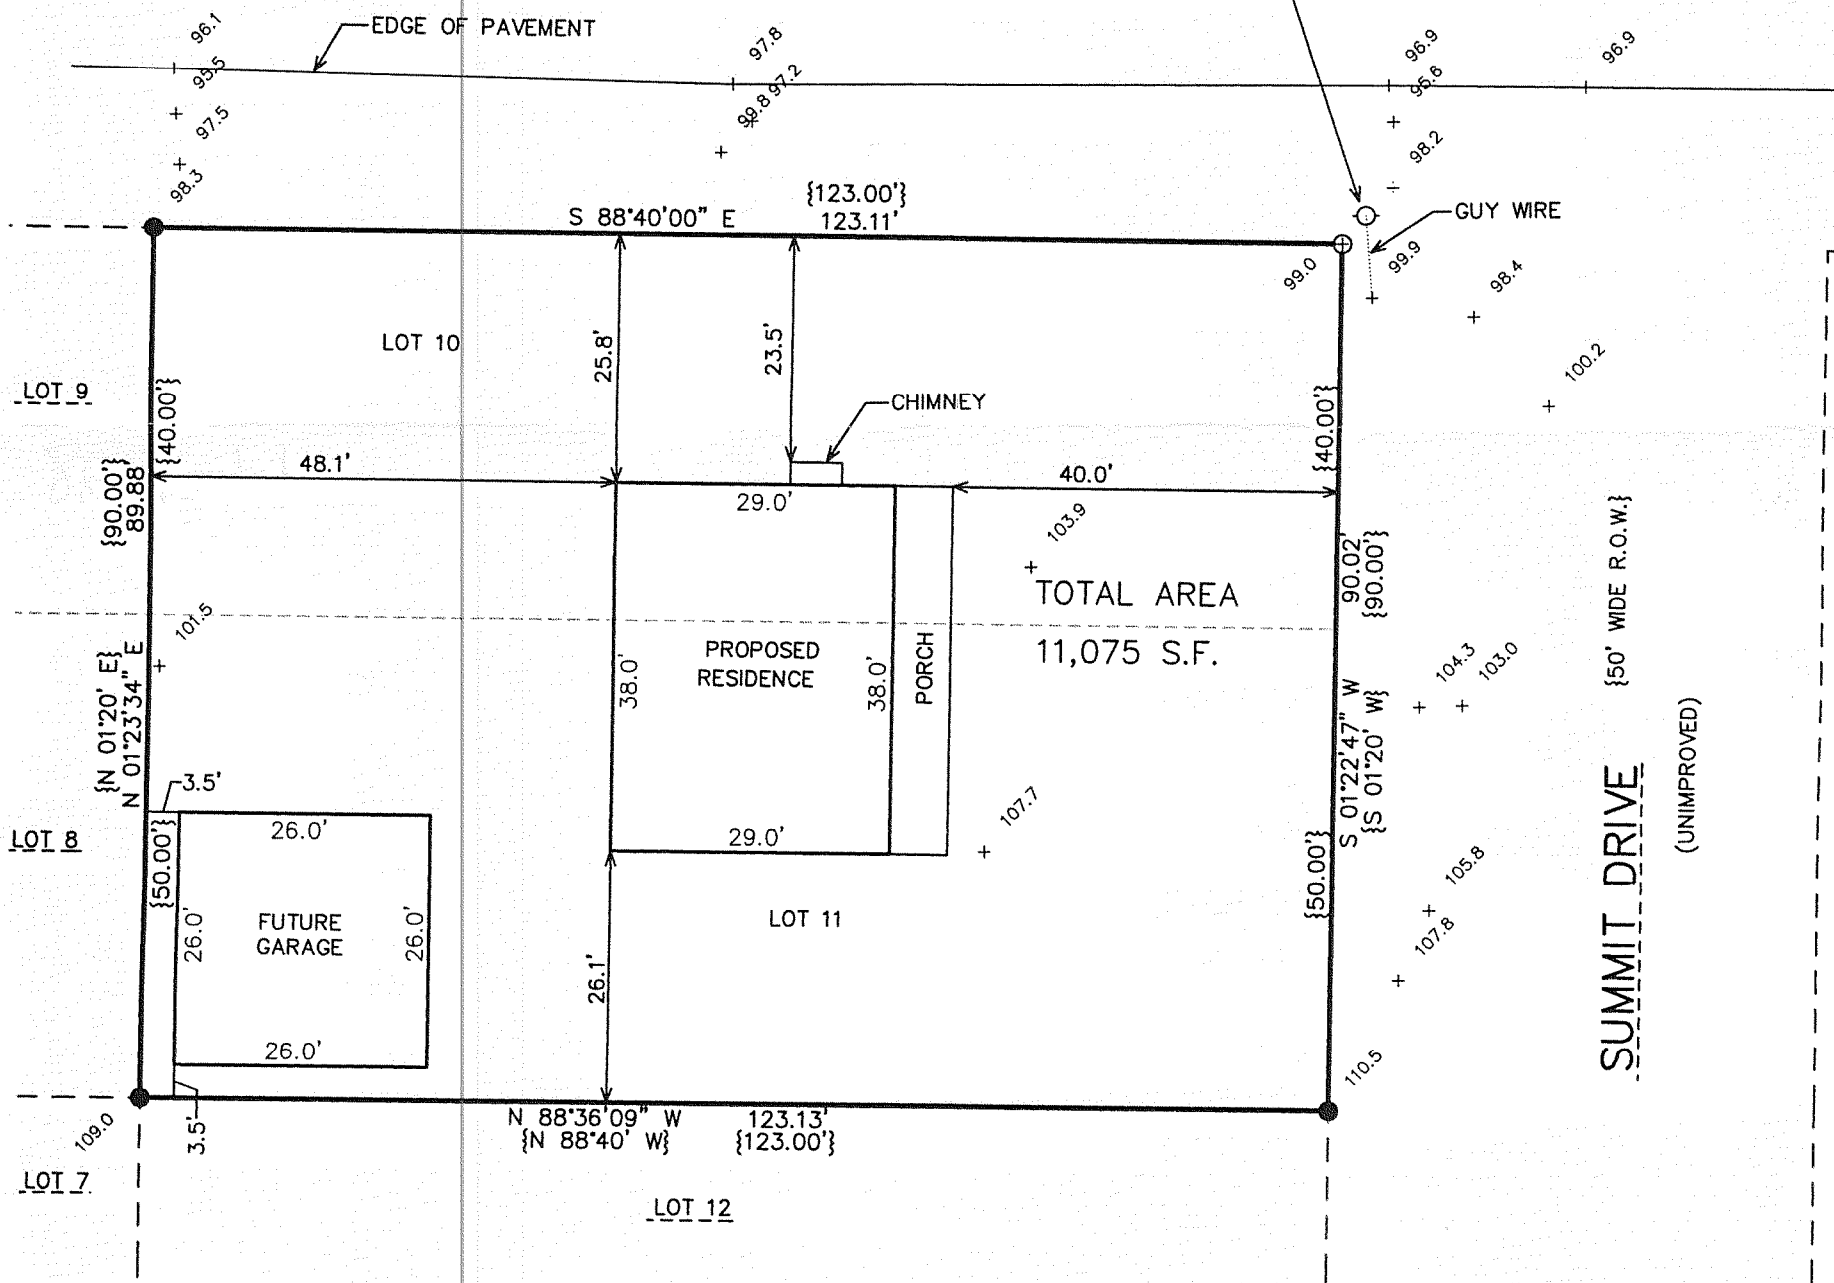 96.1
EDGE OF PAVEMENT
97.8
96.9
96.9
95.5
97.2
95.6
97.5
99.8
98.2
98.3
{123.00'}
S 88°40'00" E 123.11'
GUY WIRE
99.0
99.9
98.4
LOT 10
25.8'
23.5'
100.2
LOT 9
CHIMNEY
{40.00'}
{40.00'}
48.1'
40.0'
{90.00'}
89.88
29.0'
103.9
90.02'
{90.00'}
{50' WIDE R.O.W.}
TOTAL AREA
11,075 S.F.
101.5
PROPOSED
RESIDENCE
38.0'
38.0'
PORCH
104.3
103.0
{N 01°20' E}
N 01°23'34" E
S 01°22'47" W
{S 01°20' W}
(UNIMPROVED)
SUMMIT DRIVE
3.5'
26.0'
29.0'
107.7
LOT 8
{50.00'}
{50.00'}
105.8
26.0'
FUTURE
GARAGE
26.0'
LOT 11
107.8
26.1'
26.0'
110.5
109.0
3.5'
N 88°36'09" W 123.13'
{N 88°40' W} {123.00'}
LOT 7
LOT 12